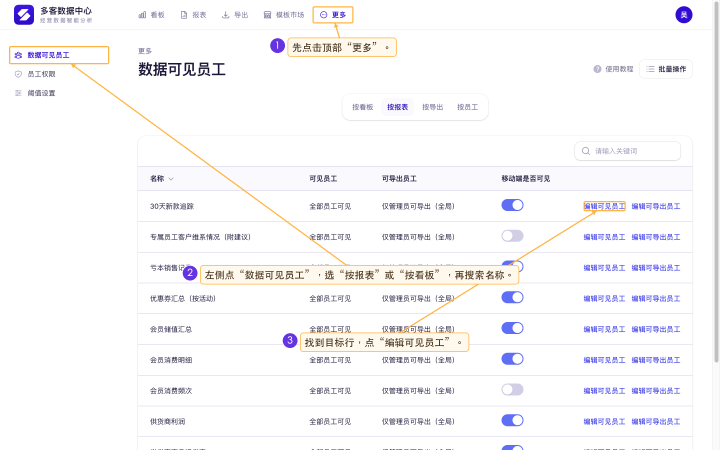 多客数据中心
经营数据智能分析
看板
报表
导出
模板市场
更多
吴
1 先点击顶部“更多”。
数据可见员工
员工权限
阈值设置
更多
数据可见员工
使用教程
批量操作
按看板
按报表
按导出
按员工
请输入关键词
名称 可见员工 可导出员工 移动端是否可见
30天新款追踪 全部员工可见 仅管理员可导出（全局） 编辑可见员工 编辑可导出员工
专属员工客户维系情况（附建议） 全部员工可见 仅管理员可导出（全局） 编辑可见员工 编辑可导出员工
亏本销售 编辑可见员工 编辑可导出员工
2 左侧点“数据可见员工”，选“按报表”或“按看板”，再搜索名称。
优惠券汇总（按活动） 全部员工可见 仅管理员可导出（全局） 编辑可见员工 编辑可导出员工
会员储值汇总 全部员工可见 仅管理员可导出（全局） 编辑可见员工 编辑可导出员工
3 找到目标行，点“编辑可见员工”。
会员消费明细 全部员工可见 仅管理员可导出（全局） 编辑可见员工 编辑可导出员工
会员消费频次 全部员工可见 仅管理员可导出（全局） 编辑可见员工 编辑可导出员工
供货商利润 全部员工可见 仅管理员可导出（全局） 编辑可见员工 编辑可导出员工